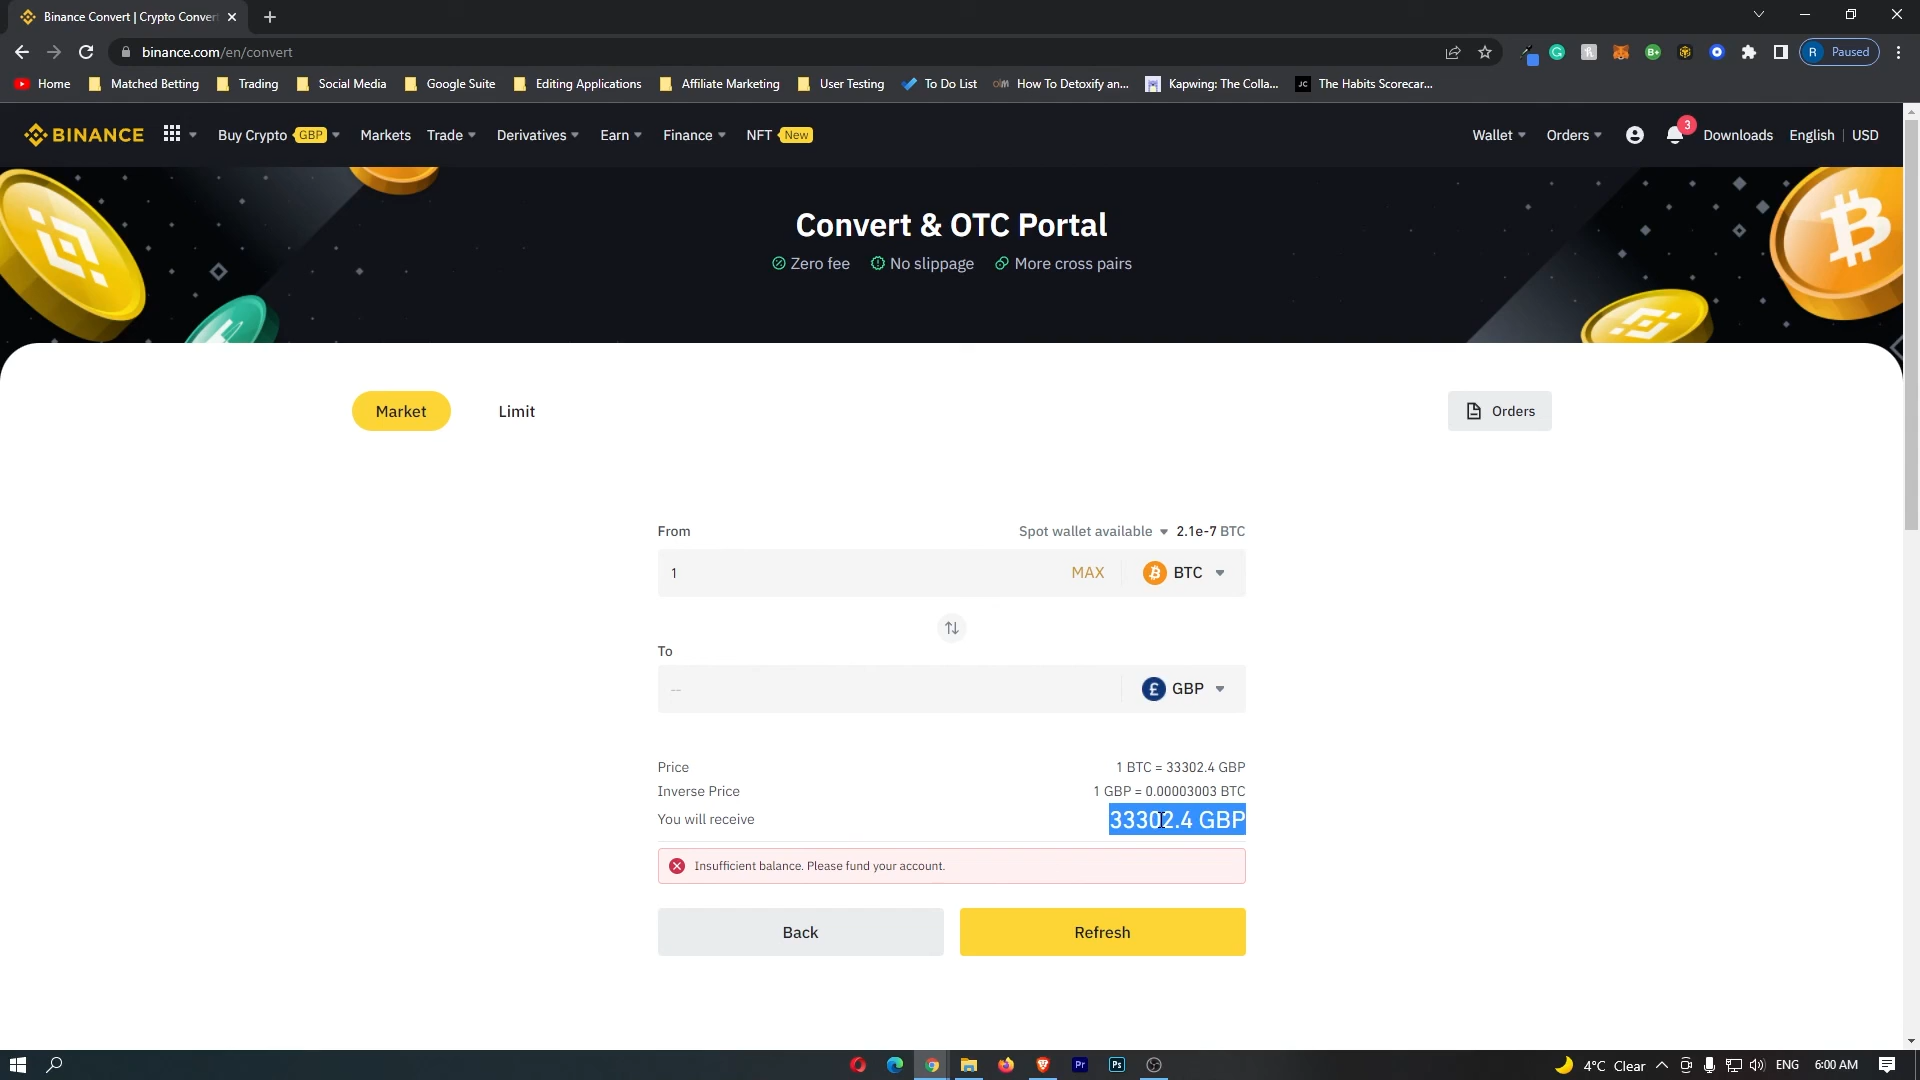 Binance Convert | Crypto Conver
binance.com/en/convert
R Paused
Home Matched Betting Trading Social Media Google Suite Editing Applications Affiliate Marketing User Testing To Do List How To Detoxify an... Kapwing: The Colla... JC The Habits Scorecar...
BINANCE Buy Crypto GBP Markets Trade Derivatives Earn Finance NFT New Wallet Orders 3 Downloads English USD
Convert & OTC Portal
Zero fee No slippage More cross pairs
Market Limit Orders
From Spot wallet available 2.1e-7 BTC
1 MAX BTC
To
-- £ GBP
Price 1 BTC = 33302.4 GBP
Inverse Price 1 GBP = 0.00003003 BTC
You will receive 33302.4 GBP
Insufficient balance. Please fund your account.
Back Refresh
Pr Ps 4°C Clear ENG 6:00 AM